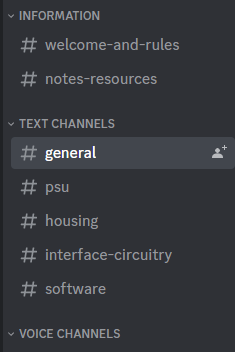 INFORMATION
# welcome-and-rules
# notes-resources
TEXT CHANNELS
# general
# psu
# housing
# interface-circuitry
# software
VOICE CHANNELS